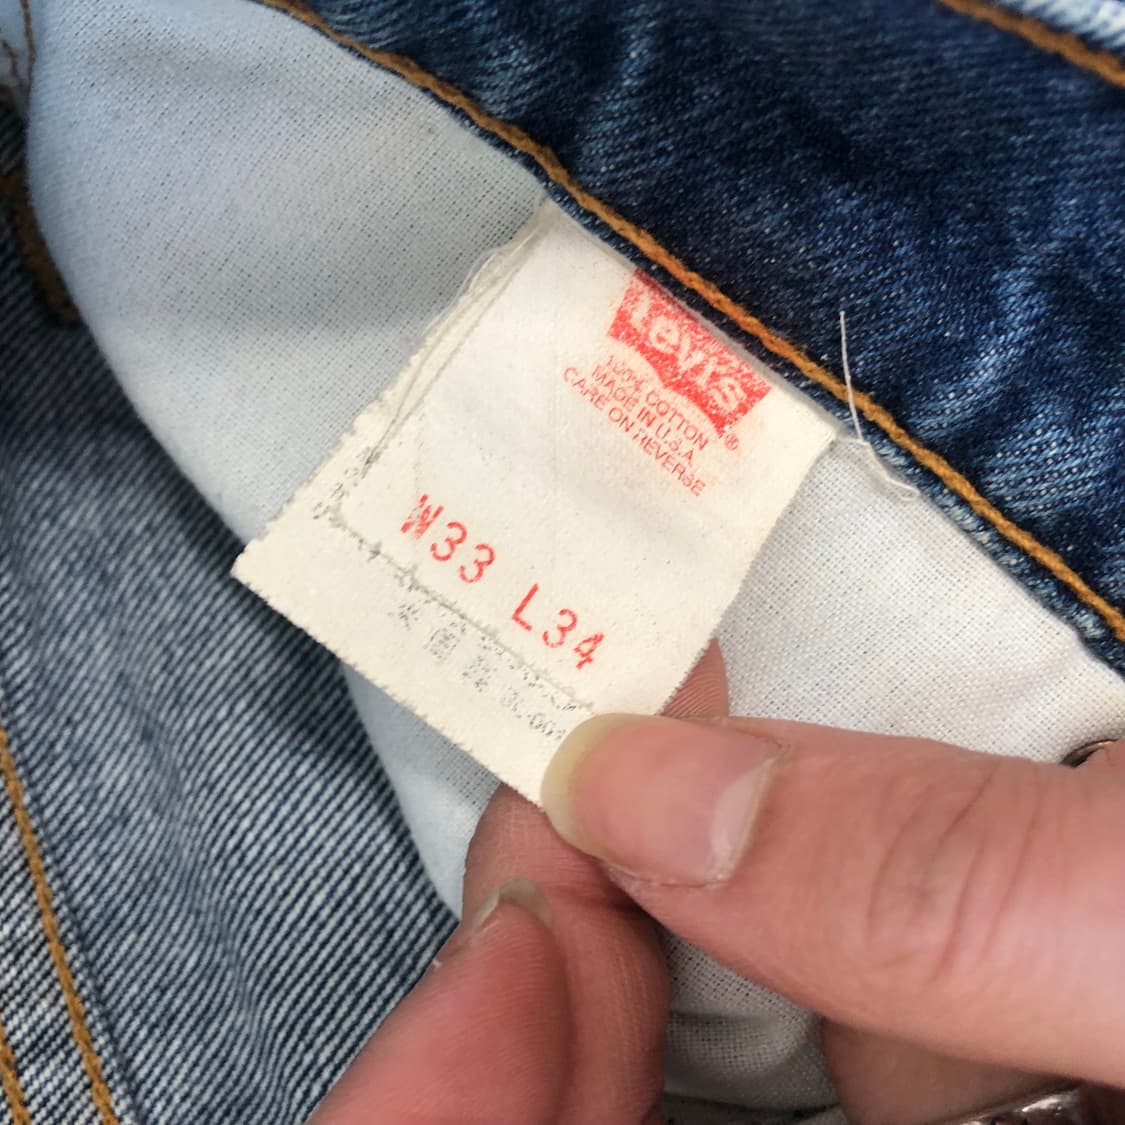 Levi's ®
100% COTTON
MADE IN U.S.A.
CARE ON REVERSE
W33 L34